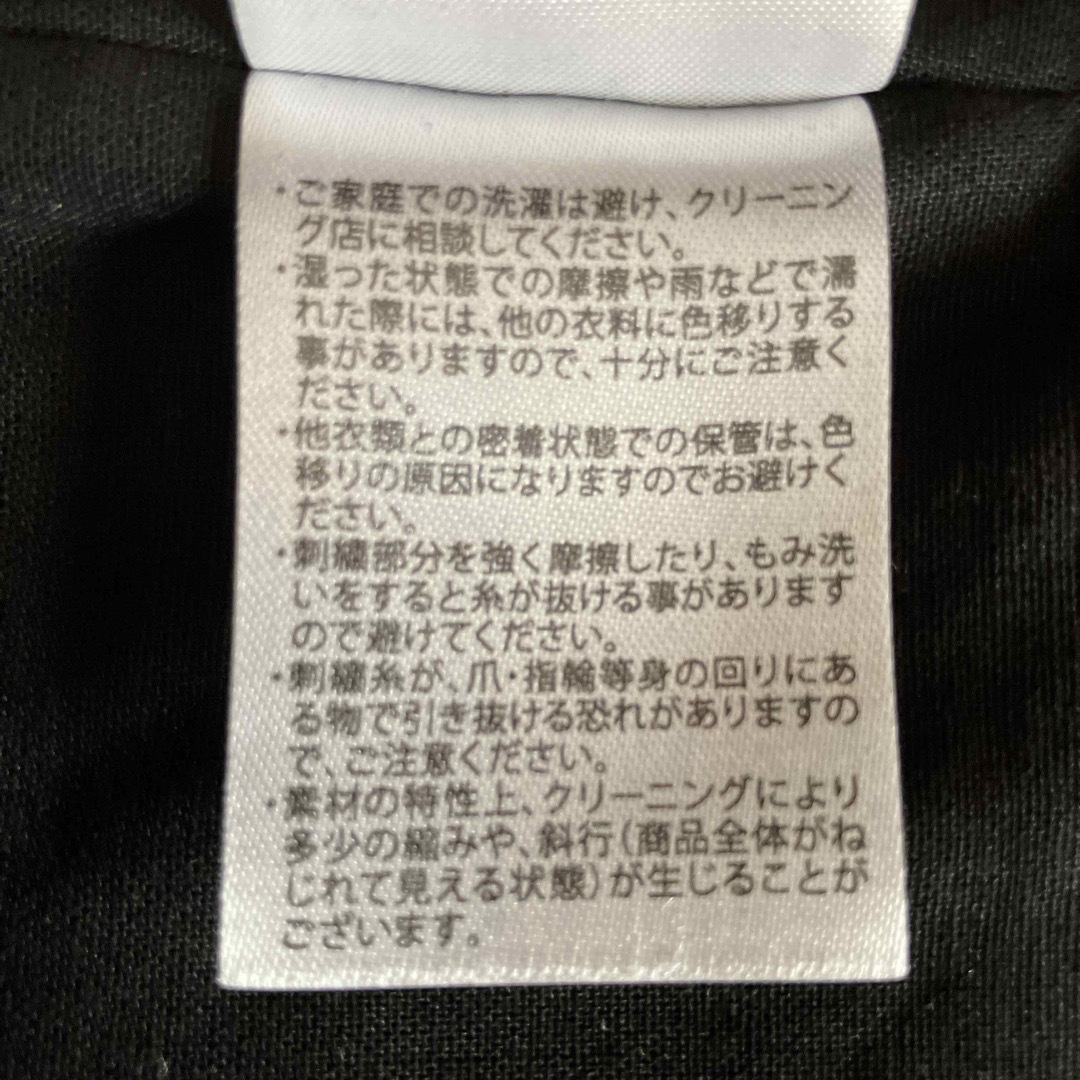 ・ご家庭での洗濯は避け、クリーニン
グ店に相談してください。
・湿った状態での摩擦や雨などで濡
れた際には、他の衣料に色移りする
事がありますので、十分にご注意く
ださい。
・他衣類との密着状態での保管は、色
移りの原因になりますのでお避けく
ださい。
・刺繍部分を強く摩擦したり、もみ洗
いをすると糸が抜ける事があります
ので避けてください。
・刺繍糸が、爪・指輪等身の回りにあ
る物で引き抜ける恐れがありますの
で、ご注意ください。
・素材の特性上、クリーニングにより
多少の縮みや、斜行(商品全体がね
じれて見える状態)が生じることが
ございます。